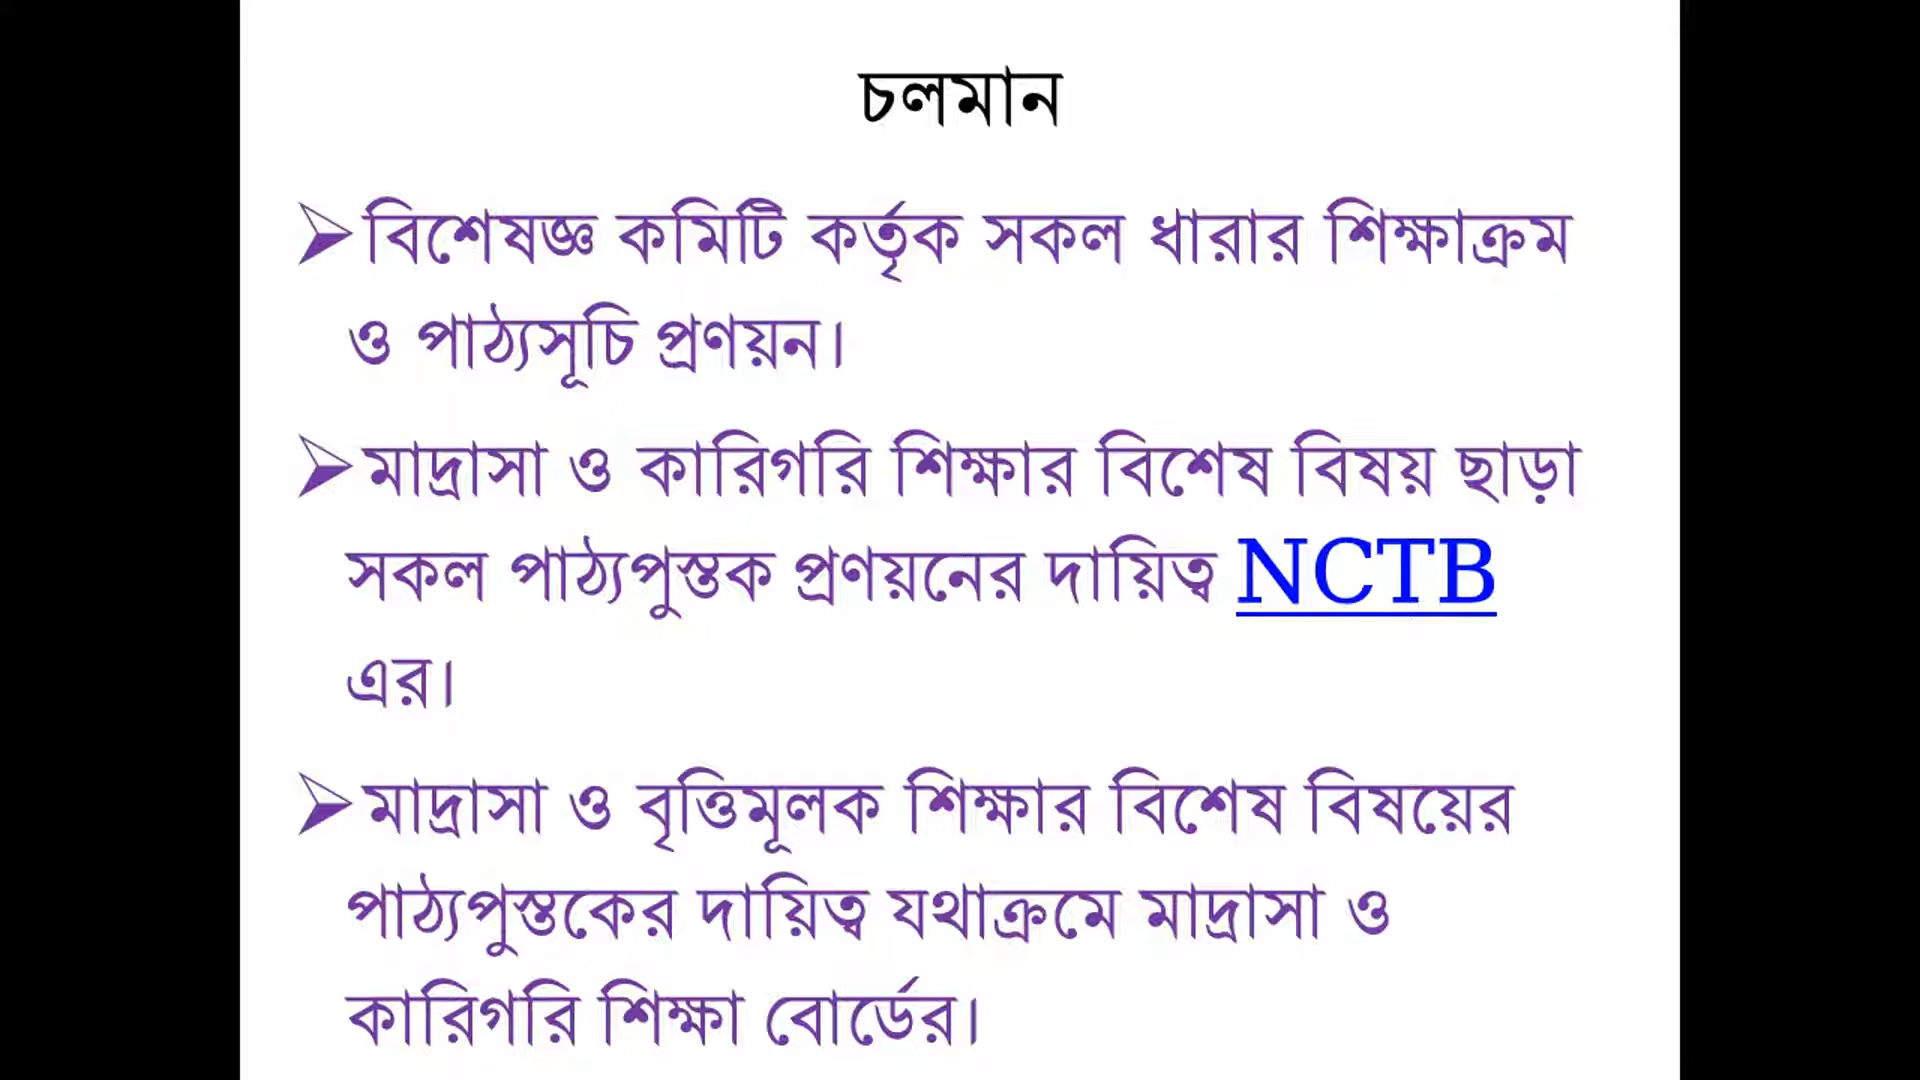 চলমান
বিশেষজ্ঞ কমিটি কর্তৃক সকল ধারার শিক্ষাক্রম
ও পাঠ্যসূচি প্রণয়ন।
মাদ্রাসা ও কারিগরি শিক্ষার বিশেষ বিষয় ছাড়া
সকল পাঠ্যপুস্তক প্রণয়নের দায়িত্ব NCTB
এর।
মাদ্রাসা ও বৃত্তিমূলক শিক্ষার বিশেষ বিষয়ের
পাঠ্যপুস্তকের দায়িত্ব যথাক্রমে মাদ্রাসা ও
কারিগরি শিক্ষা বোর্ডের।